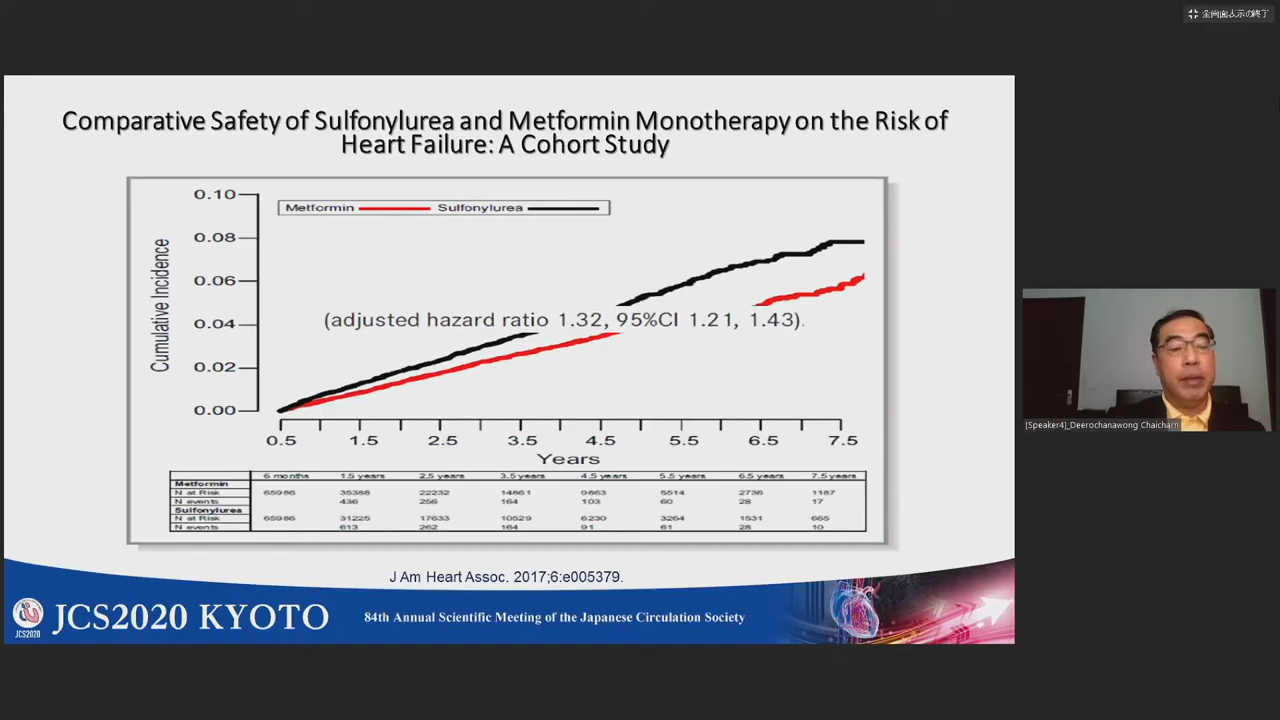 全画面表示の終了
Comparative Safety of Sulfonylurea and Metformin Monotherapy on the Risk of
Heart Failure: A Cohort Study
Metformin Sulfonylurea
0.10
0.08
0.06
0.04
0.02
0.00
Cumulative Incidence
(adjusted hazard ratio 1.32, 95%CI 1.21, 1.43).
0.5 1.5 2.5 3.5 4.5 5.5 6.5 7.5
Years
6 months 1.5 years 2.5 years 3.5 years 4.5 years 5.5 years 6.5 years 7.5 years
Metformin
N at Risk 65986 35388 22232 14861 9863 5514 2736 1187
N events 436 256 164 103 60 28 17
Sulfonylurea
N at Risk 65986 31225 17633 10529 6230 3264 1531 665
N events 613 262 164 91 61 28 10
J Am Heart Assoc. 2017;6:e005379.
JCS2020
JCS2020 KYOTO
84th Annual Scientific Meeting of the Japanese Circulation Society
[Speaker4]_Deerochanawong Chaicharn